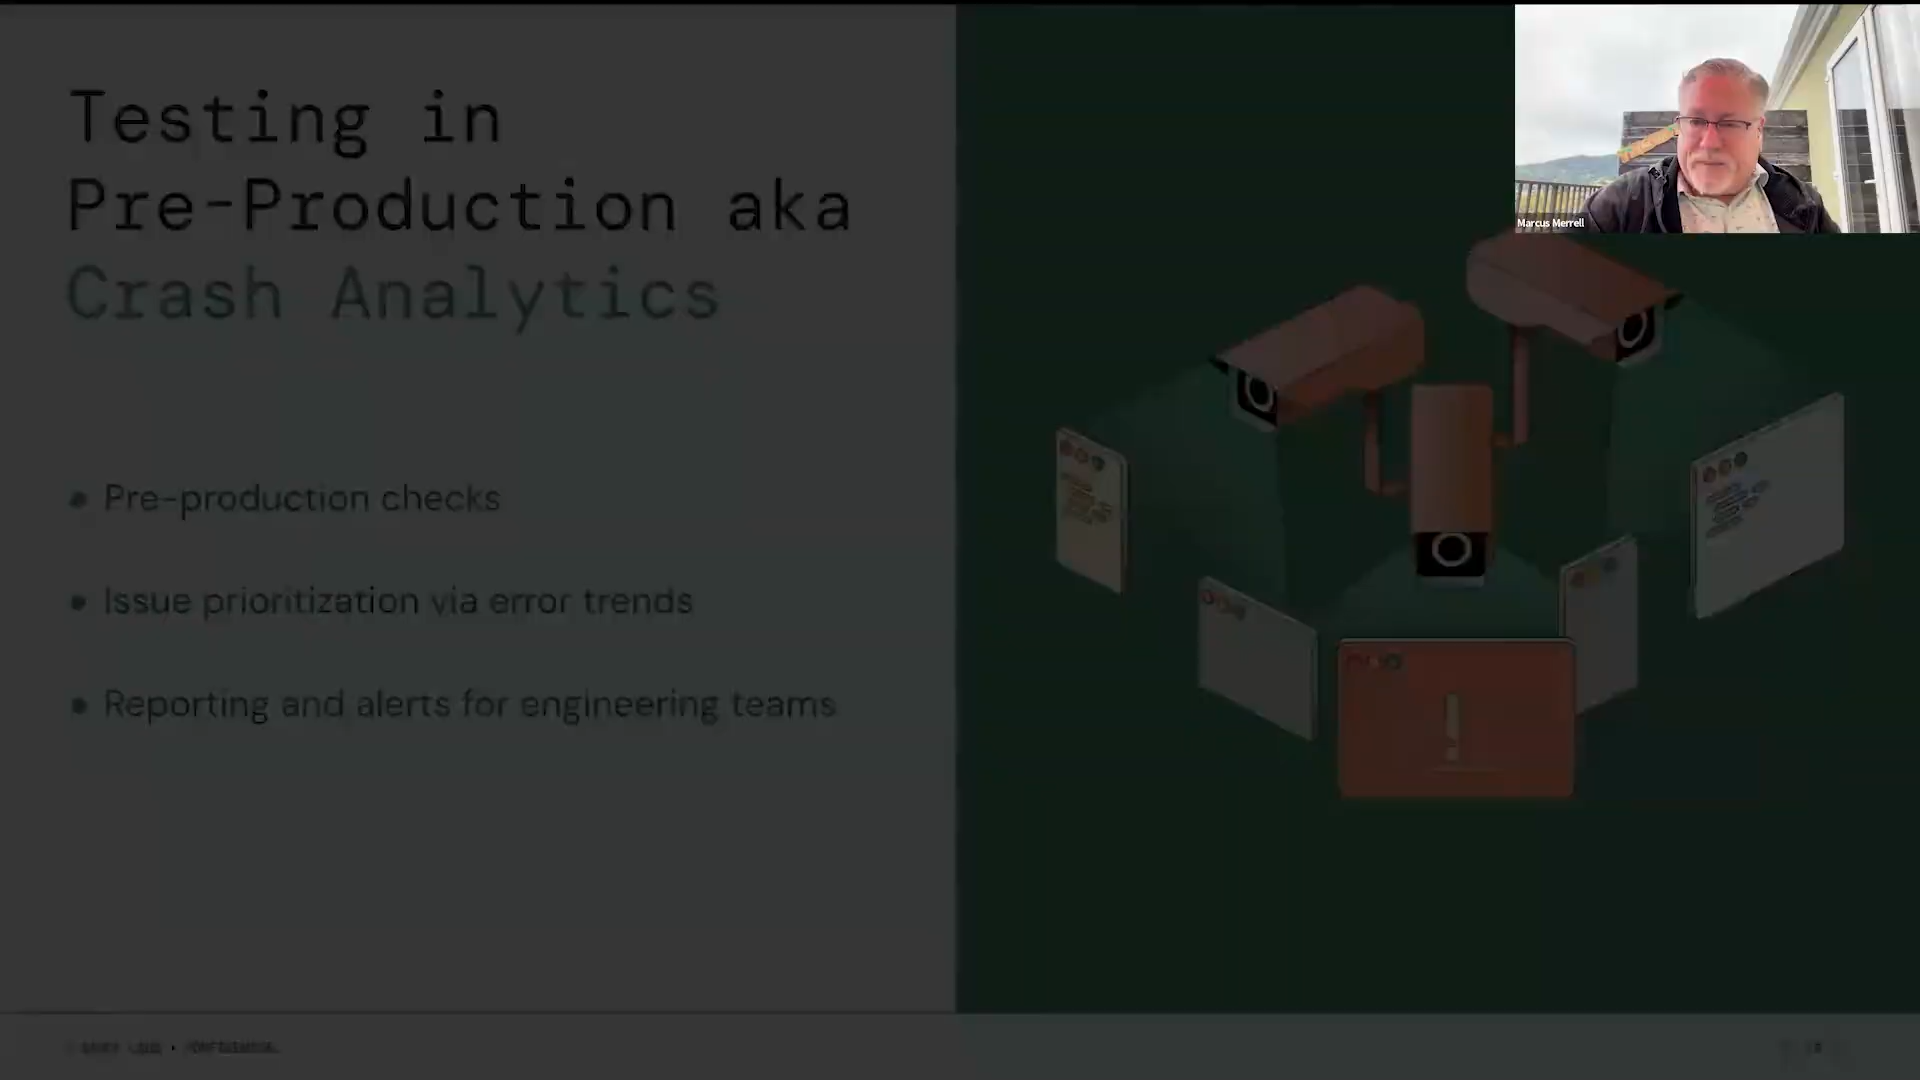 Testing in
Pre-Production aka
Crash Analytics
Marcus Merrell
• Pre-production checks
• Issue prioritization via error trends
• Reporting and alerts for engineering teams